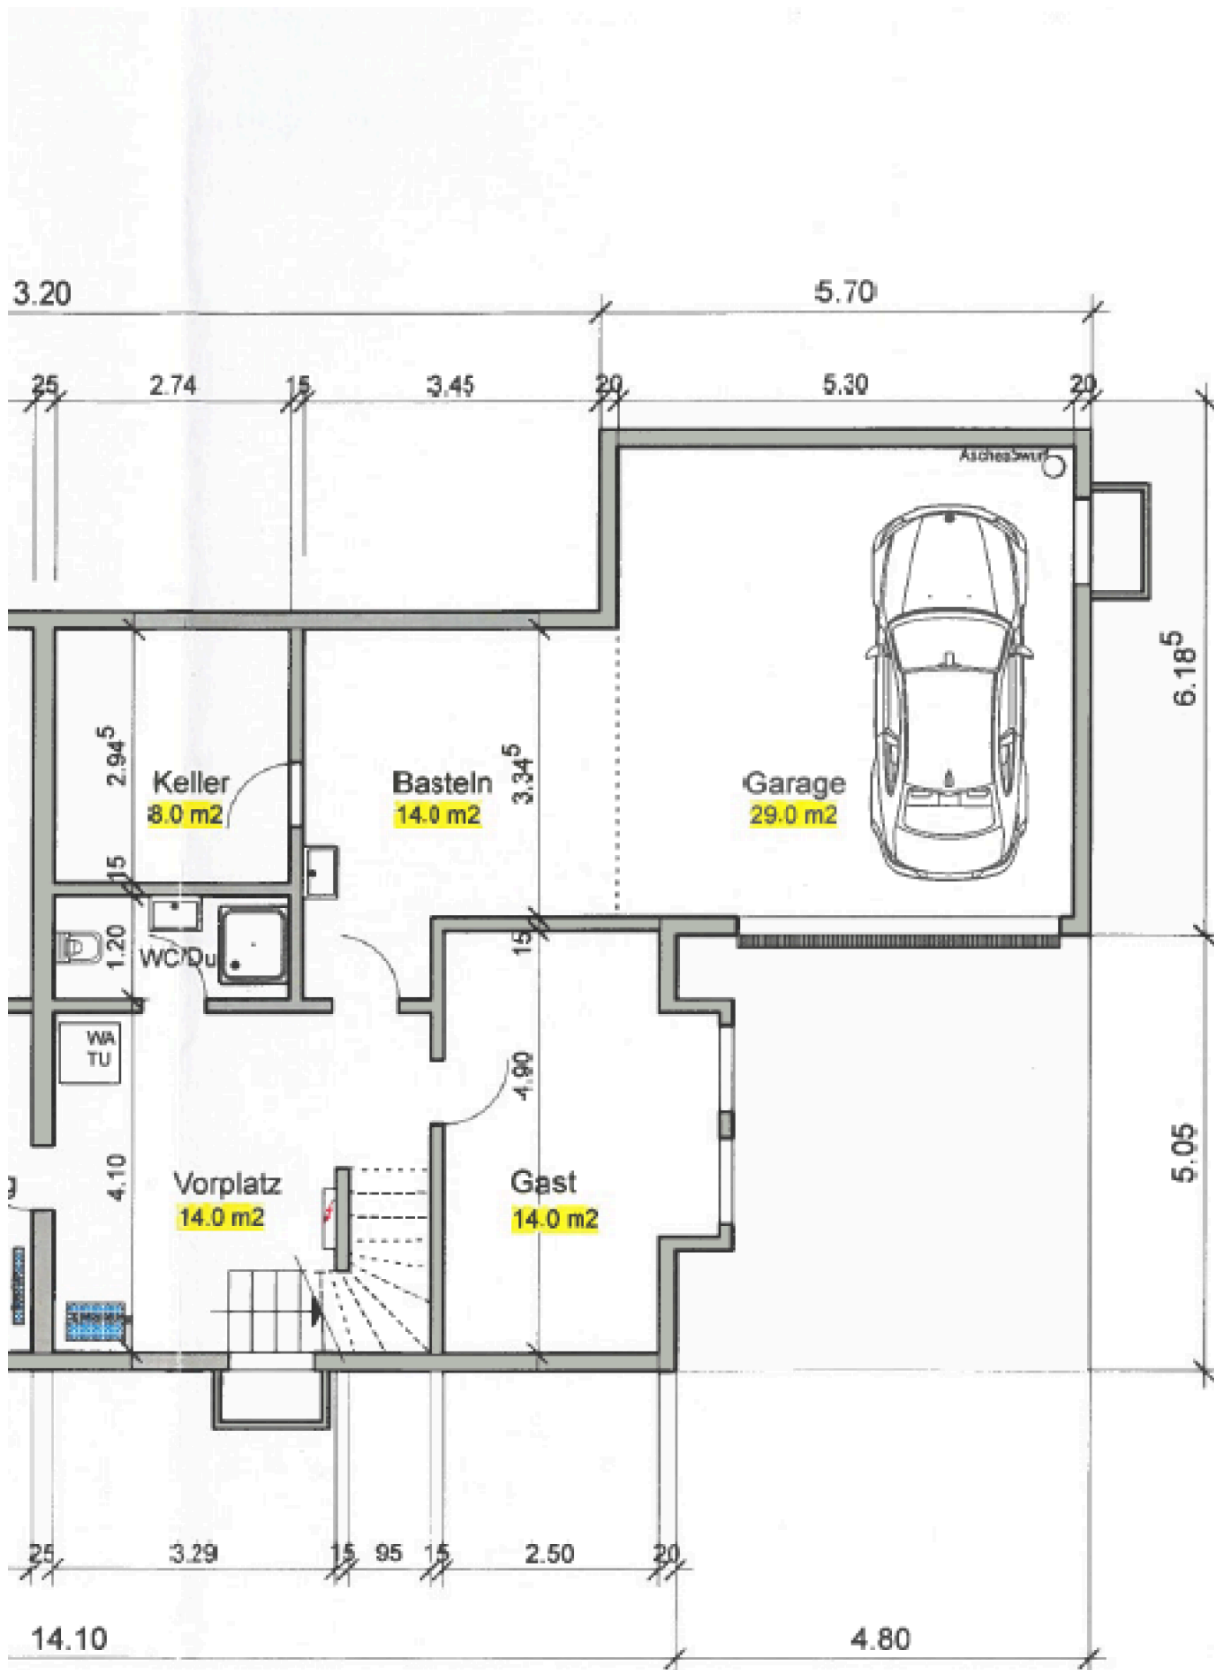 3.20
5.70
25
2.74
15
3.45
20
5.30
20
6.18⁵
2.94⁵
3.34⁵
Keller
8.0 m2
Basteln
14.0 m2
Garage
29.0 m2
15
1.20
WC/Du
15
WA
TU
4.90
5.05
4.10
Vorplatz
14.0 m2
Gast
14.0 m2
g
25
3.29
15
95
15
2.50
20
14.10
4.80